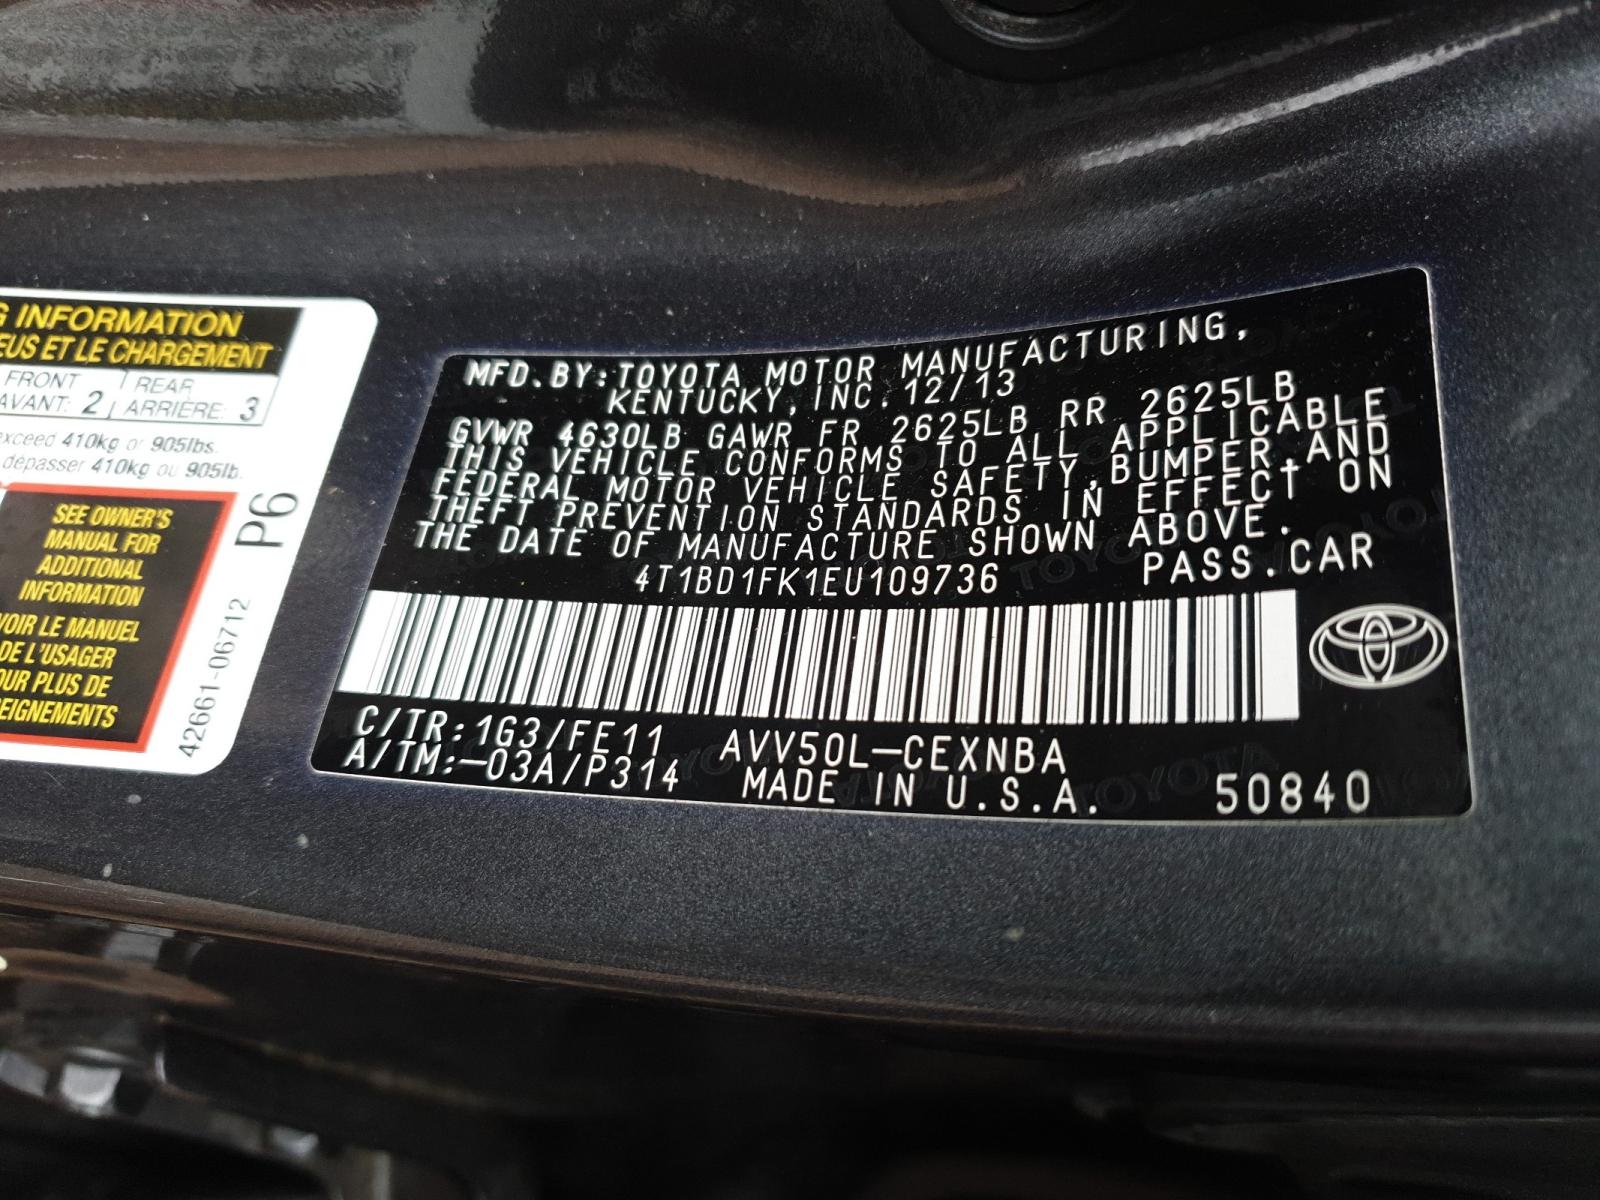 G INFORMATION
EUS ET LE CHARGEMENT
FRONT REAR
AVANT: 2 ARRIÈRE: 3
exceed 410kg or 905lbs.
dépasser 410kg ou 905lb.
SEE OWNER'S
MANUAL FOR
ADDITIONAL
INFORMATION
VOIR LE MANUEL
DE L'USAGER
OUR PLUS DE
SEIGNEMENTS
P6
42661-06712
MFD.BY:TOYOTA MOTOR MANUFACTURING,
KENTUCKY,INC.12/13
GVWR 4630LB GAWR FR 2625LB RR 2625LB
THIS VEHICLE CONFORMS TO ALL APPLICABLE
FEDERAL MOTOR VEHICLE SAFETY,BUMPER AND
THEFT PREVENTION STANDARDS IN EFFECT ON
THE DATE OF MANUFACTURE SHOWN ABOVE.
4T1BD1FK1EU109736 PASS.CAR
C/TR:1G3/FE11 AVV50L-CEXNBA
A/TM:-03A/P314 MADE IN U.S.A. 50840